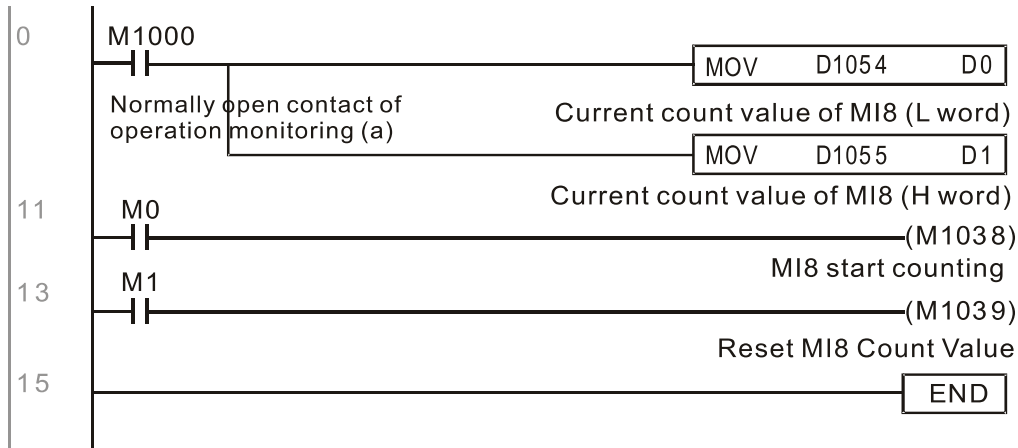 0
M1000
MOV D1054 D0
Normally open contact of
operation monitoring (a)
Current count value of MI8 (L word)
MOV D1055 D1
Current count value of MI8 (H word)
11
M0
(M1038)
MI8 start counting
13
M1
(M1039)
Reset MI8 Count Value
15
END